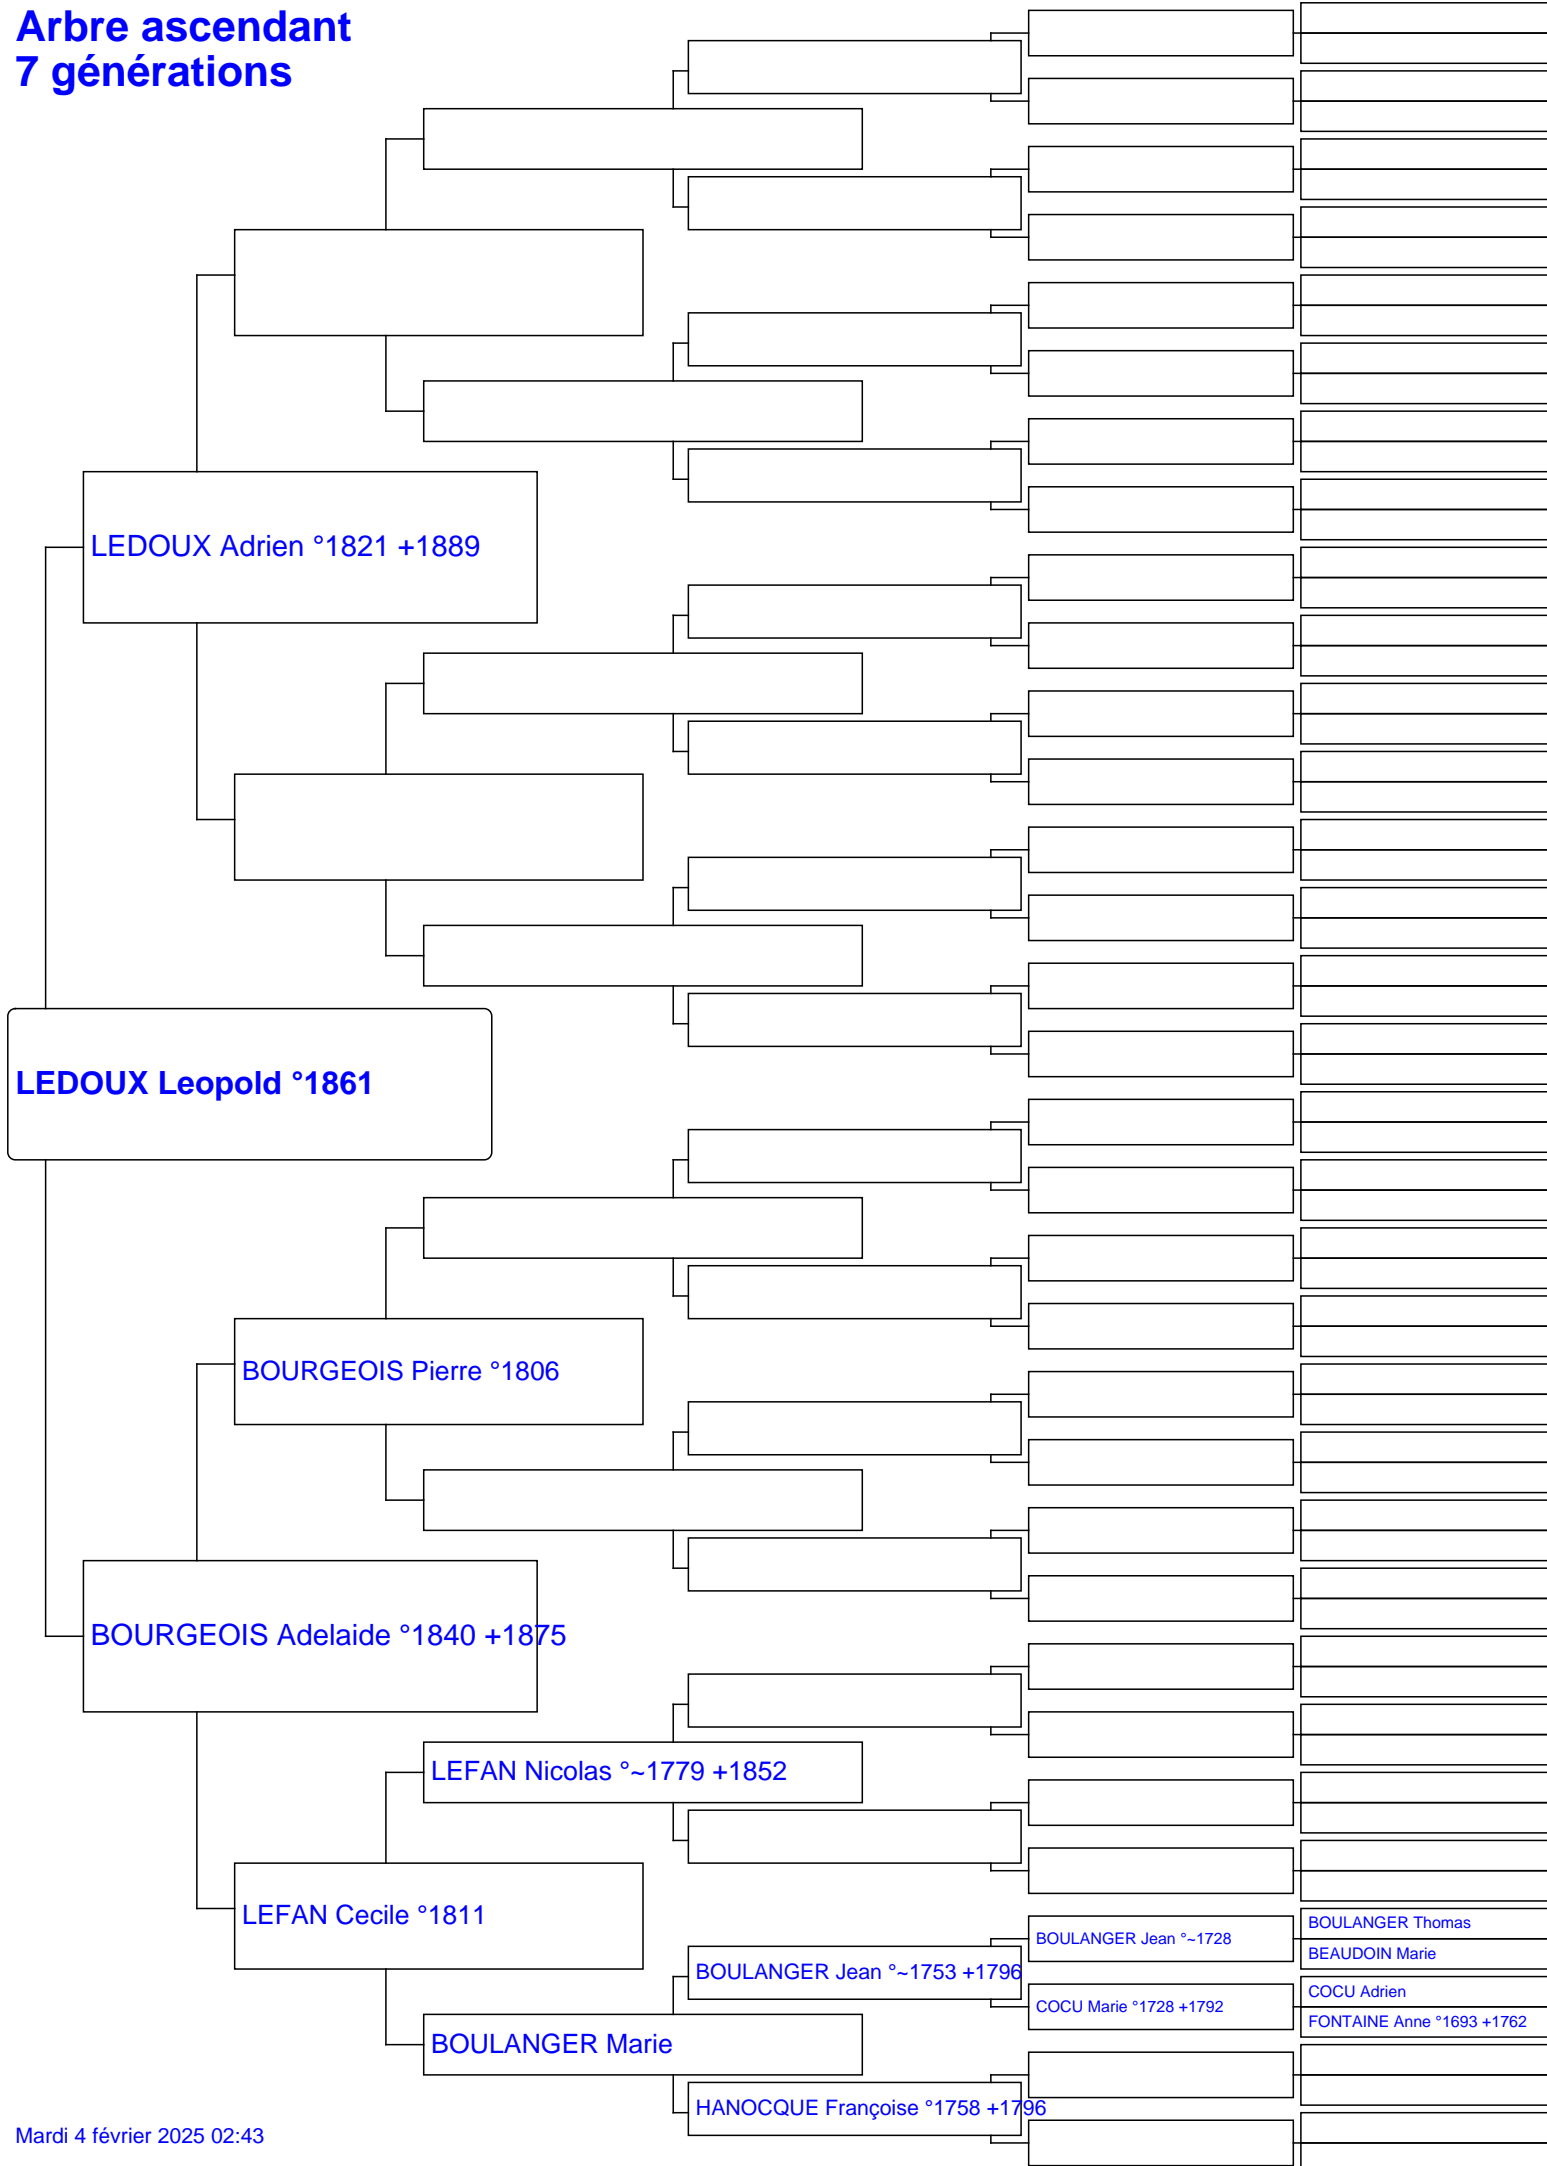 Arbre ascendant
7 générations
LEDOUX Adrien °1821 +1889
LEDOUX Leopold °1861
BOURGEOIS Pierre °1806
BOURGEOIS Adelaide °1840 +1875
LEFAN Nicolas °~1779 +1852
LEFAN Cecile °1811
BOULANGER Thomas
BOULANGER Jean °~1728
BEAUDOIN Marie
BOULANGER Jean °~1753 +1796
COCU Adrien
COCU Marie °1728 +1792
FONTAINE Anne °1693 +1762
BOULANGER Marie
HANOCQUE Françoise °1758 +1796
Mardi 4 février 2025 02:43